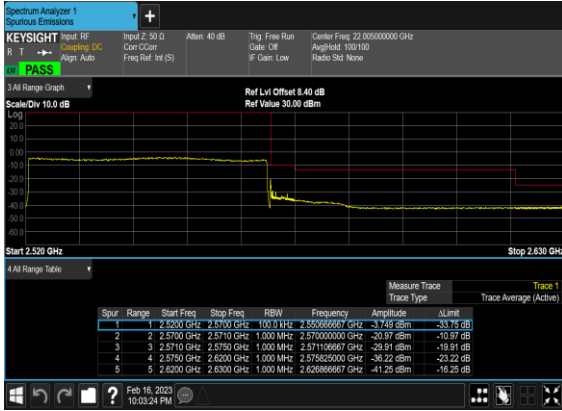 Spectrum Analyzer 1
Spurious Emissions
+
KEYSIGHT
Input: RF
Coupling: DC
Align: Auto
Input Z: 50 Ω
Corr CCorr
Freq Ref: Int (S)
Atten: 40 dB
Trig: Free Run
Gate: Off
IF Gain: Low
Center Freq: 22.005000000 GHz
Avg|Hold: 100/100
Radio Std: None
R T
PASS
3 All Range Graph
Ref Lvl Offset 8.40 dB
Scale/Div 10.0 dB
Ref Value 30.00 dBm
Log
20.0
10.0
0.00
-10.0
-20.0
-30.0
-40.0
-50.0
-60.0
Start 2.520 GHz
Stop 2.630 GHz
4 All Range Table
Measure Trace Trace 1
Trace Type Trace Average (Active)
Spur Range Start Freq Stop Freq RBW Frequency Amplitude ΔLimit
1 1 2.5200 GHz 2.5700 GHz 100.0 kHz 2.550666667 GHz -3.749 dBm -33.75 dB
2 2 2.5700 GHz 2.5710 GHz 1.000 MHz 2.570000000 GHz -20.97 dBm -10.97 dB
3 3 2.5710 GHz 2.5750 GHz 1.000 MHz 2.571106667 GHz -29.91 dBm -19.91 dB
4 4 2.5750 GHz 2.6200 GHz 1.000 MHz 2.575825000 GHz -36.22 dBm -23.22 dB
5 5 2.6200 GHz 2.6300 GHz 1.000 MHz 2.626866667 GHz -41.25 dBm -16.25 dB
?
Feb 16, 2023
10:03:24 PM